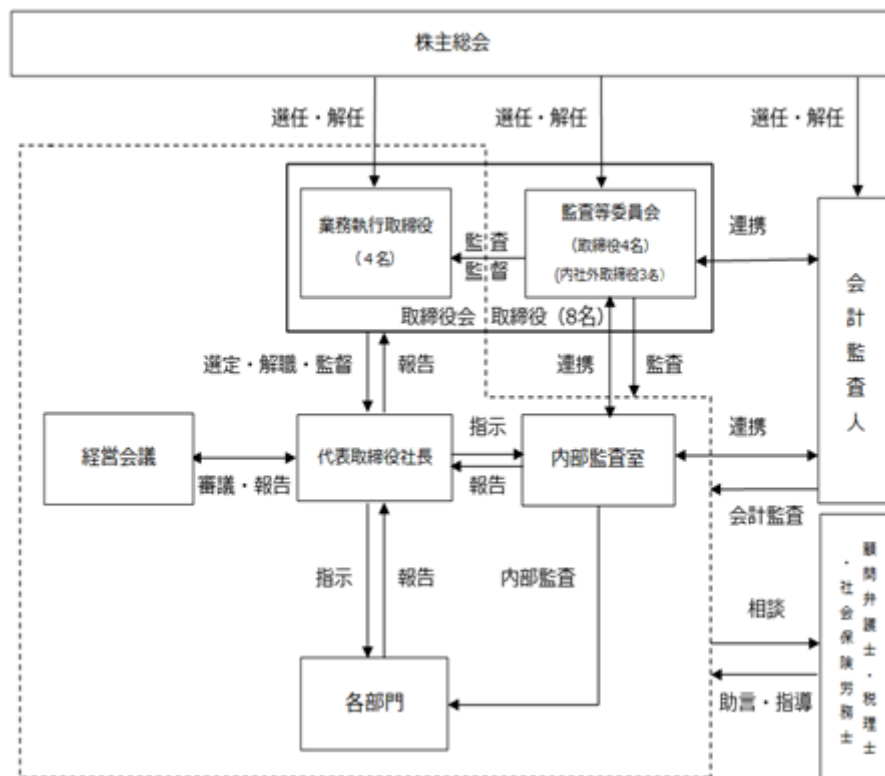 株主総会
選任・解任
選任・解任
選任・解任
業務執行取締役
(4名)
監査
監督
監査等委員会
(取締役4名)
(内社外取締役3名)
連携
会計監査人
取締役会
取締役（8名）
選定・解職・監督
報告
連携
監査
経営会議
審議・報告
代表取締役社長
指示
報告
内部監査室
連携
会計監査
指示
報告
内部監査
相談
助言・指導
顧問弁護士・税理士
・社会保険労務士
各部門